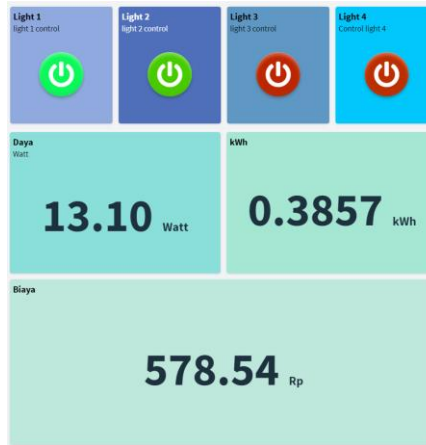 Light 1
light 1 control
Light 2
light 2 control
Light 3
light 3 control
Light 4
Control light 4
Daya
Watt
13.10 Watt
kWh
0.3857 kWh
Biaya
578.54 Rp